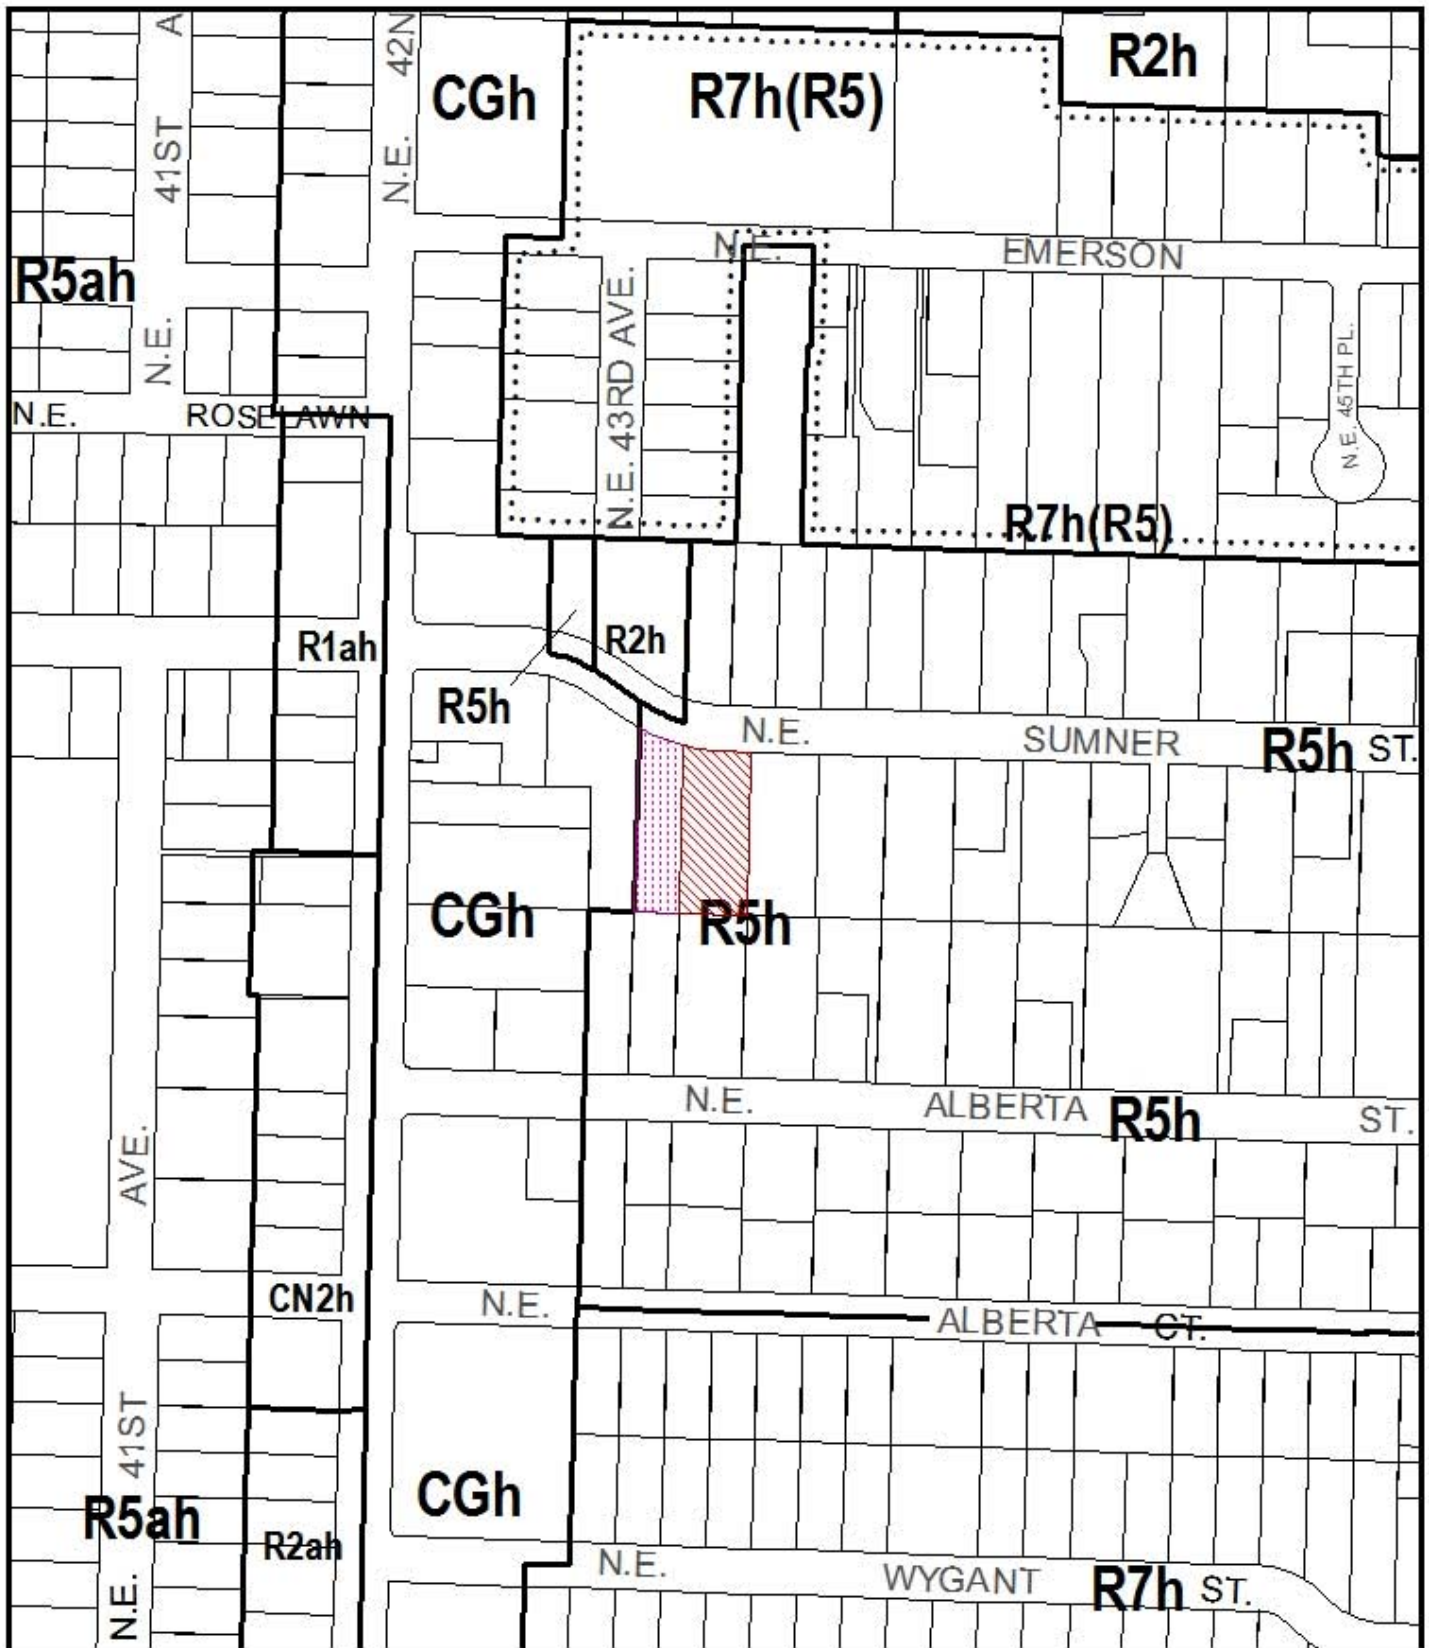 A
42N
N.E.
CGh
R7h(R5)
R2h
41ST
N.E.
EMERSON
R5ah
N.E.
N.E. 43RD AVE.
N.E. 45TH PL.
N.E.
ROSELAWN
R7h(R5)
R1ah
R2h
R5h
N.E.
SUMNER
R5h
ST.
CGh
R5h
N.E.
ALBERTA
R5h
ST.
AVE.
CN2h
N.E.
ALBERTA
CT.
41ST
CGh
R5ah
R2ah
N.E.
N.E.
WYGANT
R7h
ST.